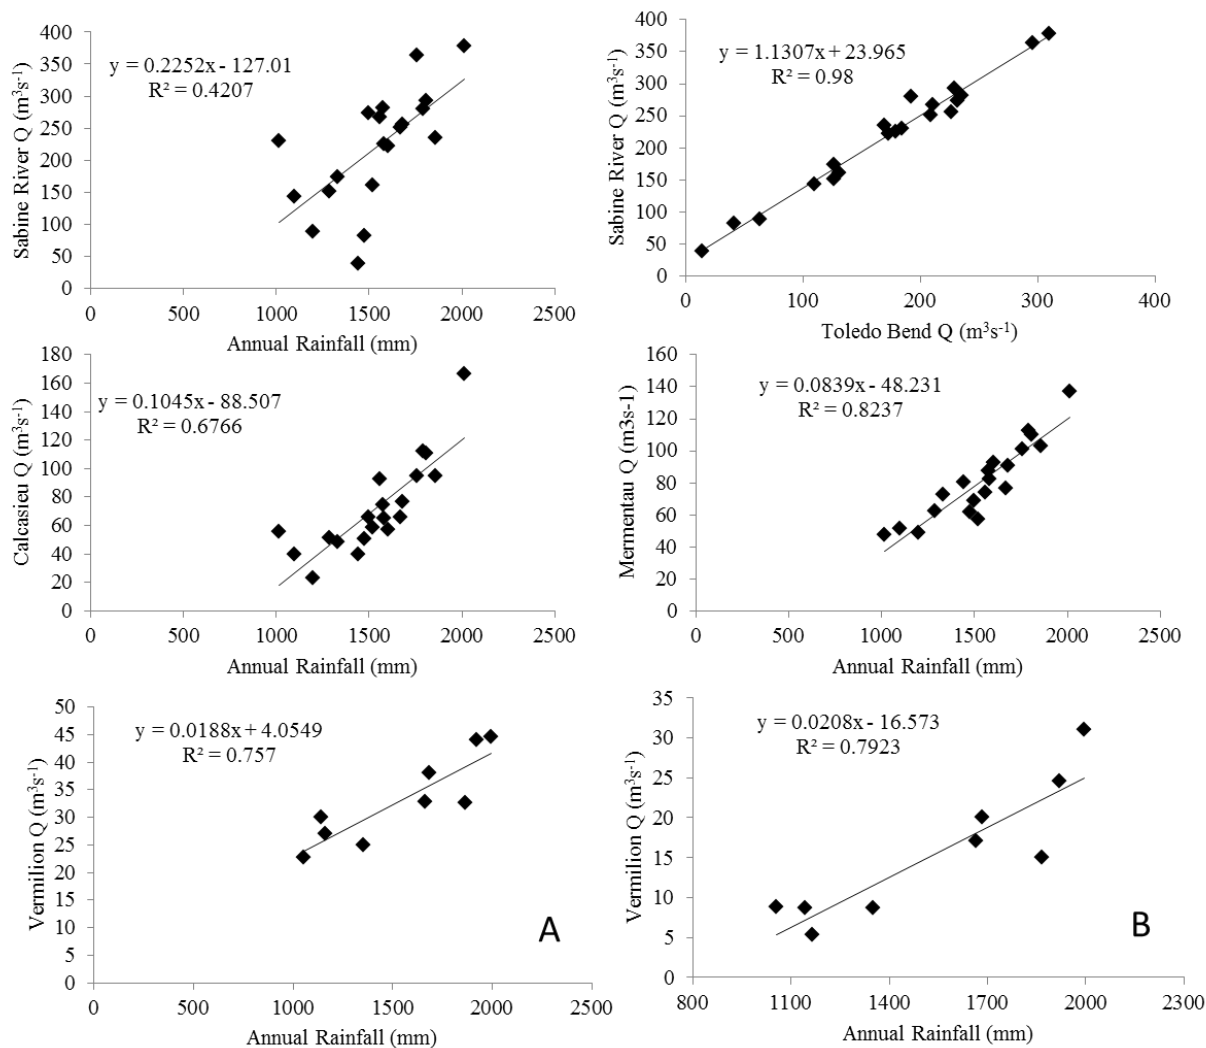 y = 0.2252x - 127.01
R² = 0.4207
400
350
300
250
200
150
100
50
0
0 500 1000 1500 2000 2500
Sabine River Q (m³s⁻¹)
Annual Rainfall (mm)
y = 1.1307x + 23.965
R² = 0.98
400
350
300
250
200
150
100
50
0
0 100 200 300 400
Sabine River Q (m³s⁻¹)
Toledo Bend Q (m³s⁻¹)
y = 0.1045x - 88.507
R² = 0.6766
180
160
140
120
100
80
60
40
20
0
0 500 1000 1500 2000 2500
Calcasieu Q (m³s⁻¹)
Annual Rainfall (mm)
y = 0.0839x - 48.231
R² = 0.8237
160
140
120
100
80
60
40
20
0
0 500 1000 1500 2000 2500
Mermentau Q (m3s-1)
Annual Rainfall (mm)
y = 0.0188x + 4.0549
R² = 0.757
50
45
40
35
30
25
20
15
10
5
0
0 500 1000 1500 2000 2500
Vermilion Q (m³s⁻¹)
Annual Rainfall (mm)
A
y = 0.0208x - 16.573
R² = 0.7923
35
30
25
20
15
10
5
0
800 1100 1400 1700 2000 2300
Vermilion Q (m³s⁻¹)
Annual Rainfall (mm)
B